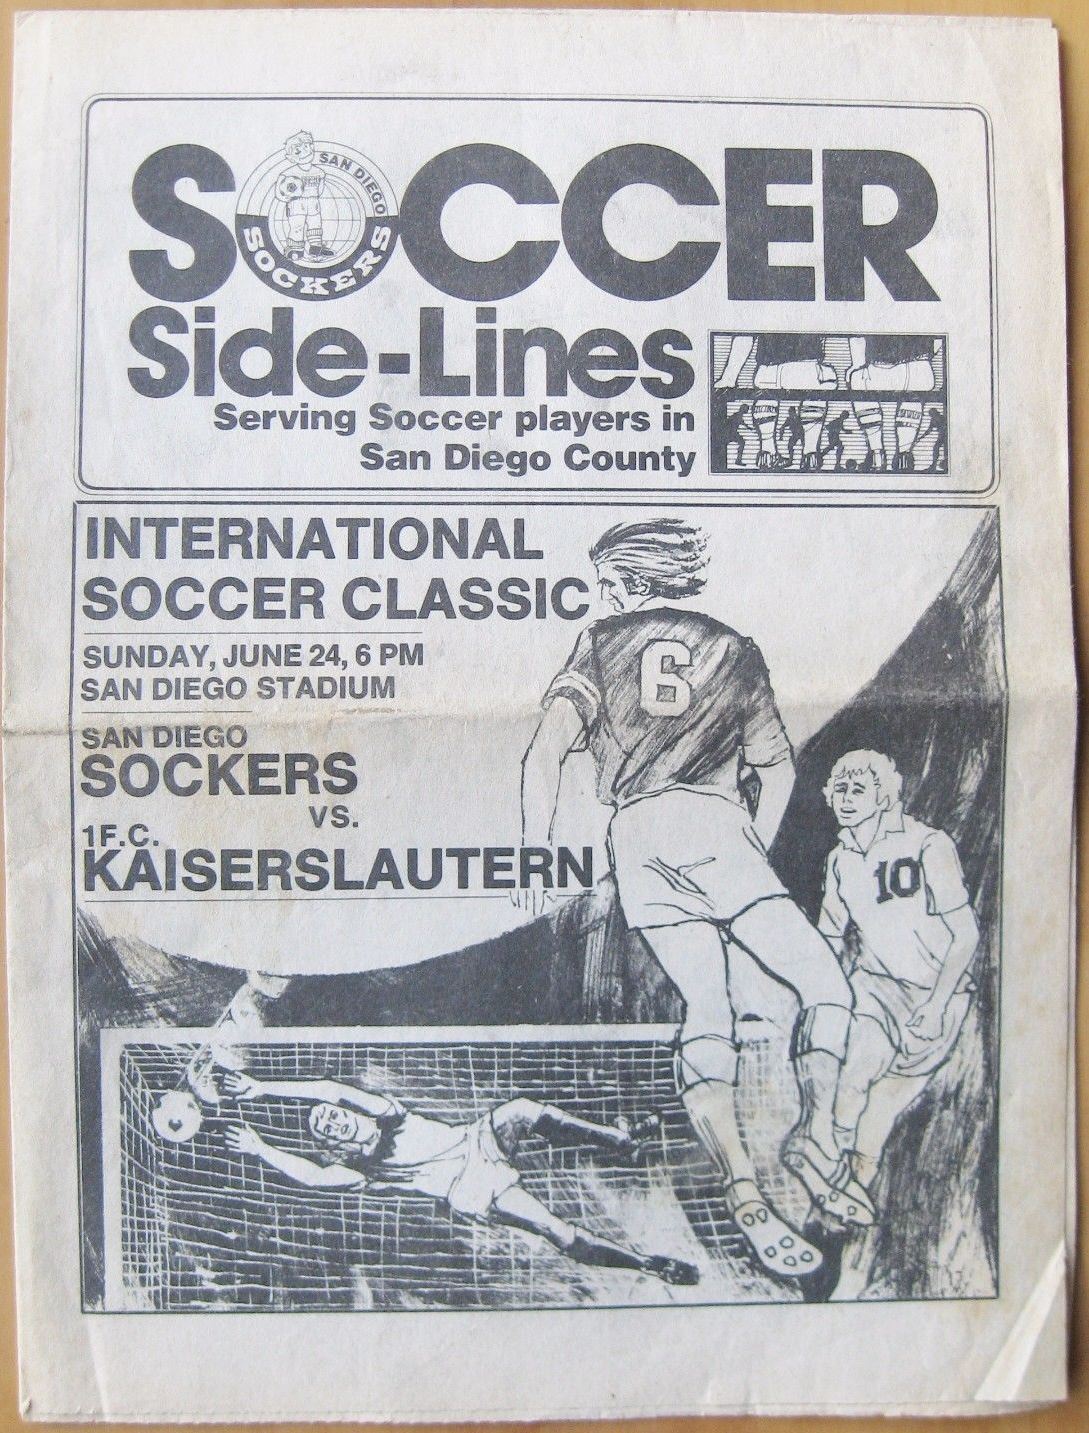 SOCCER
SAN DIEGO
SOCKERS
Side-Lines
Serving Soccer players in
San Diego County
INTERNATIONAL
SOCCER CLASSIC
SUNDAY, JUNE 24, 6 PM
SAN DIEGO STADIUM
SAN DIEGO
SOCKERS
VS.
1F.C.
KAISERSLAUTERN
6
10